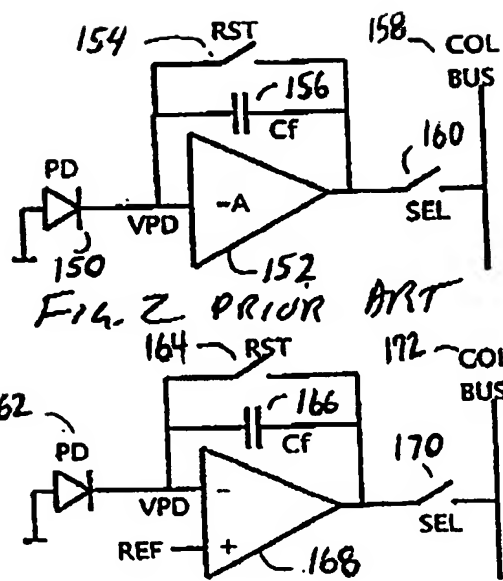 154
RST
158
COL
BUS
156
Cf
160
PD
-A
VPD
SEL
150
152
FIG. 2 PRIOR ART
164
RST
172
COL
BUS
162
166
Cf
170
PD
-
VPD
SEL
REF
+
168